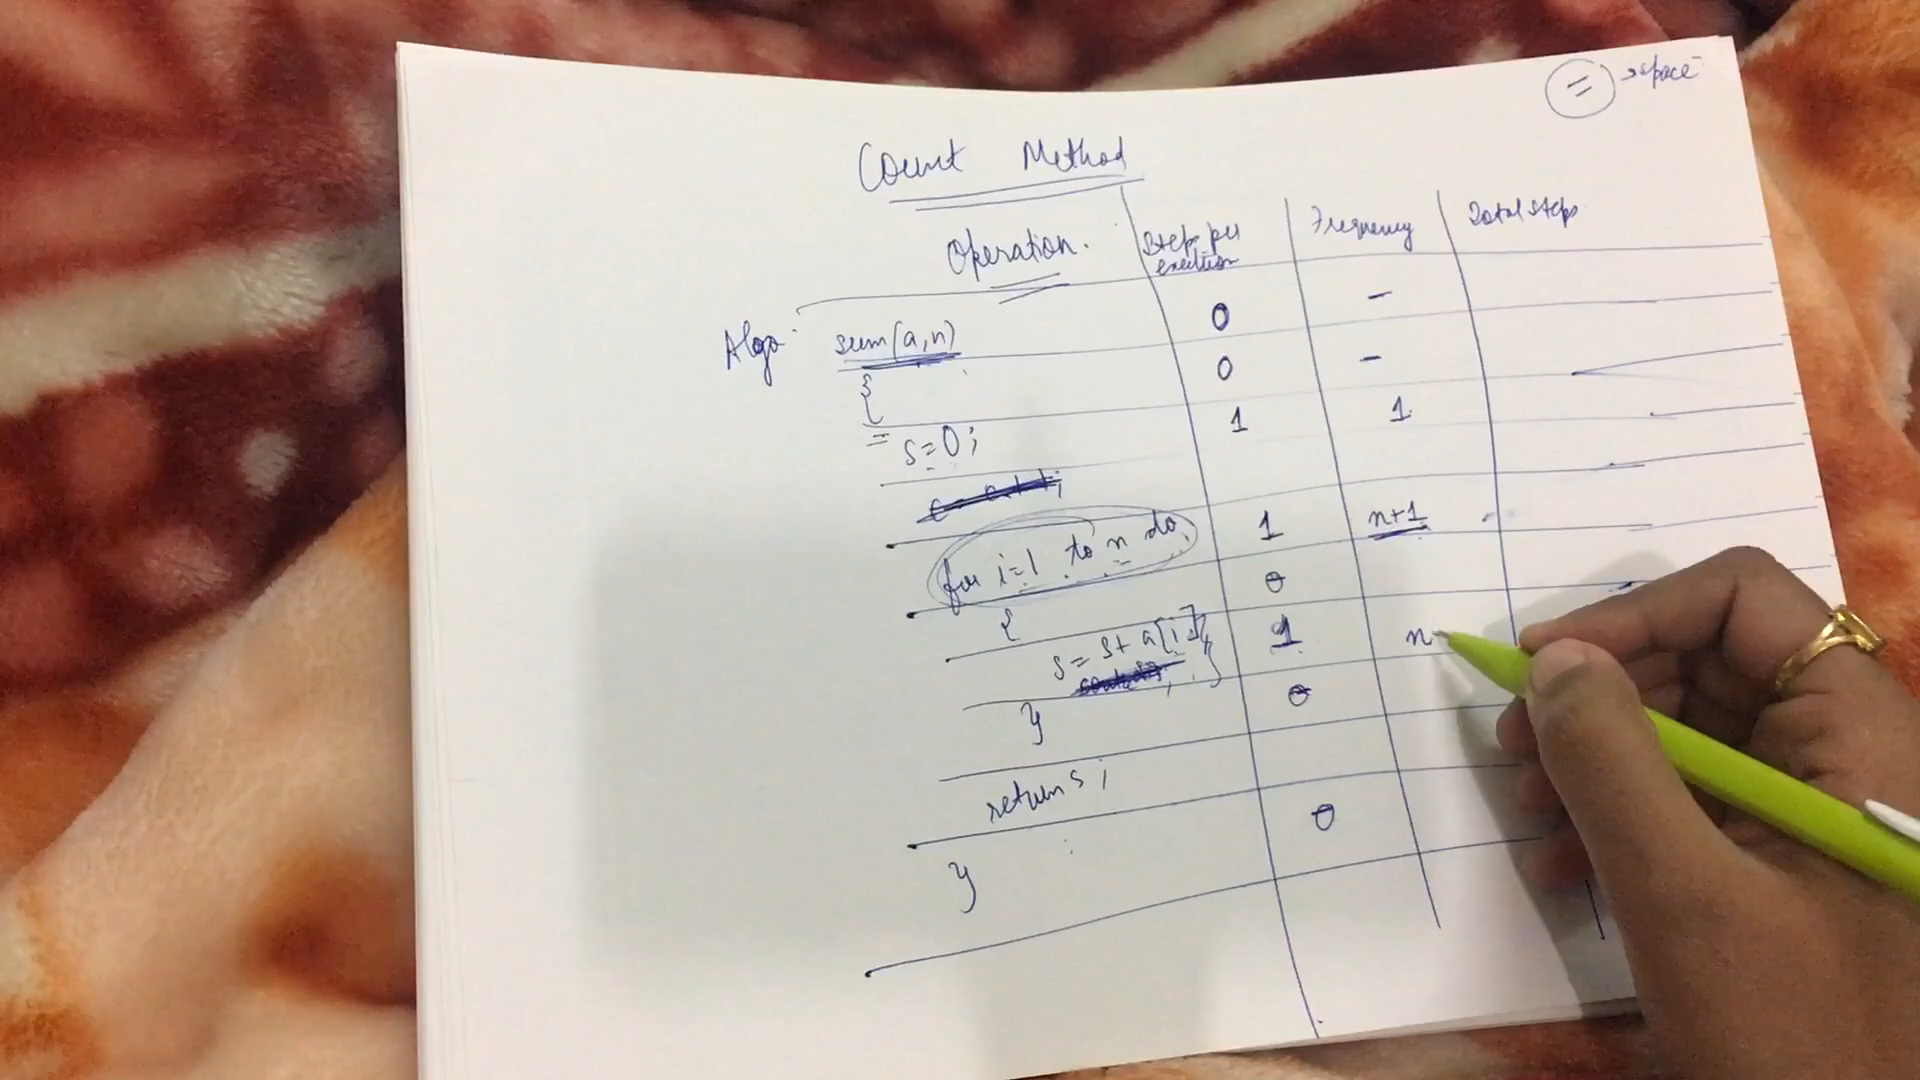 = → space
Count Method
Operation. Steps per execution Frequency Total Steps
Algo. sum(a,n) 0 -
{ 0 -
= s=0; 1 1
for i=1 to n do, 1 n+1
{ 0
s = s+ a[i]; 1 n
} 0
return s;
} 0